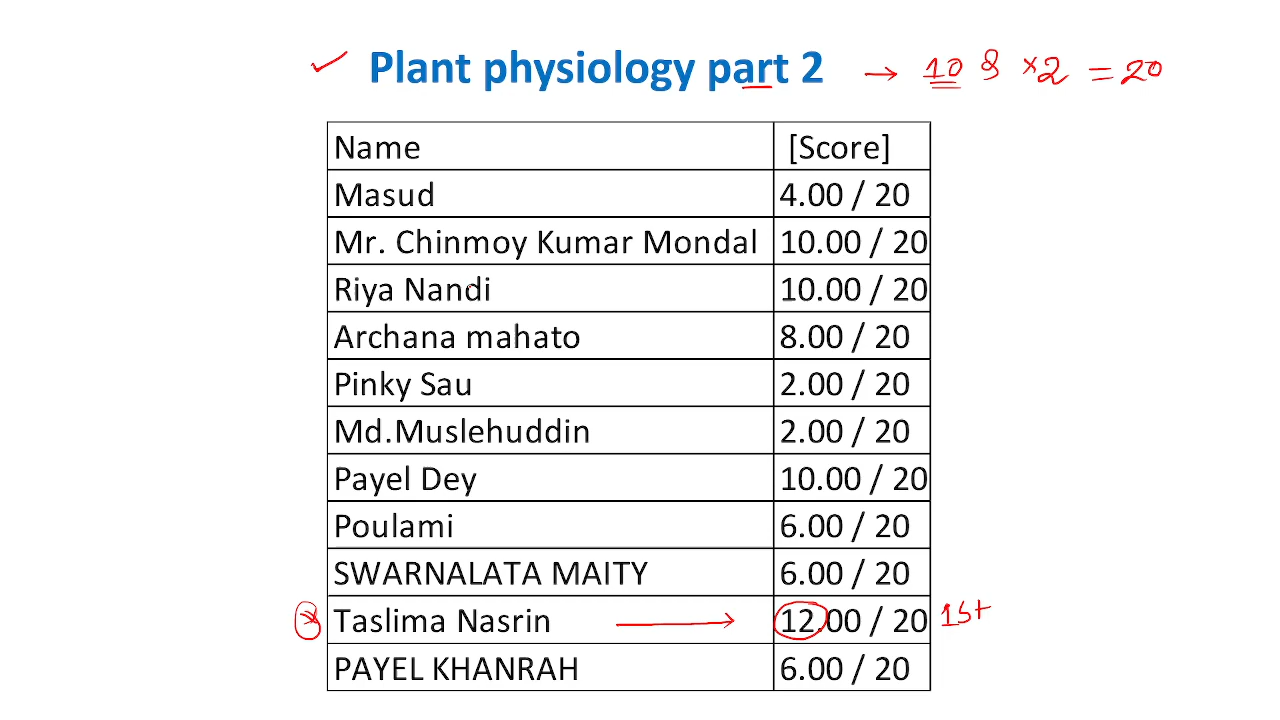 Plant physiology part 2 → 10 × 2 = 20
Name [Score]
Masud 4.00 / 20
Mr. Chinmoy Kumar Mondal 10.00 / 20
Riya Nandi 10.00 / 20
Archana mahato 8.00 / 20
Pinky Sau 2.00 / 20
Md.Muslehuddin 2.00 / 20
Payel Dey 10.00 / 20
Poulami 6.00 / 20
SWARNALATA MAITY 6.00 / 20
Taslima Nasrin 12.00 / 20 1st
PAYEL KHANRAH 6.00 / 20